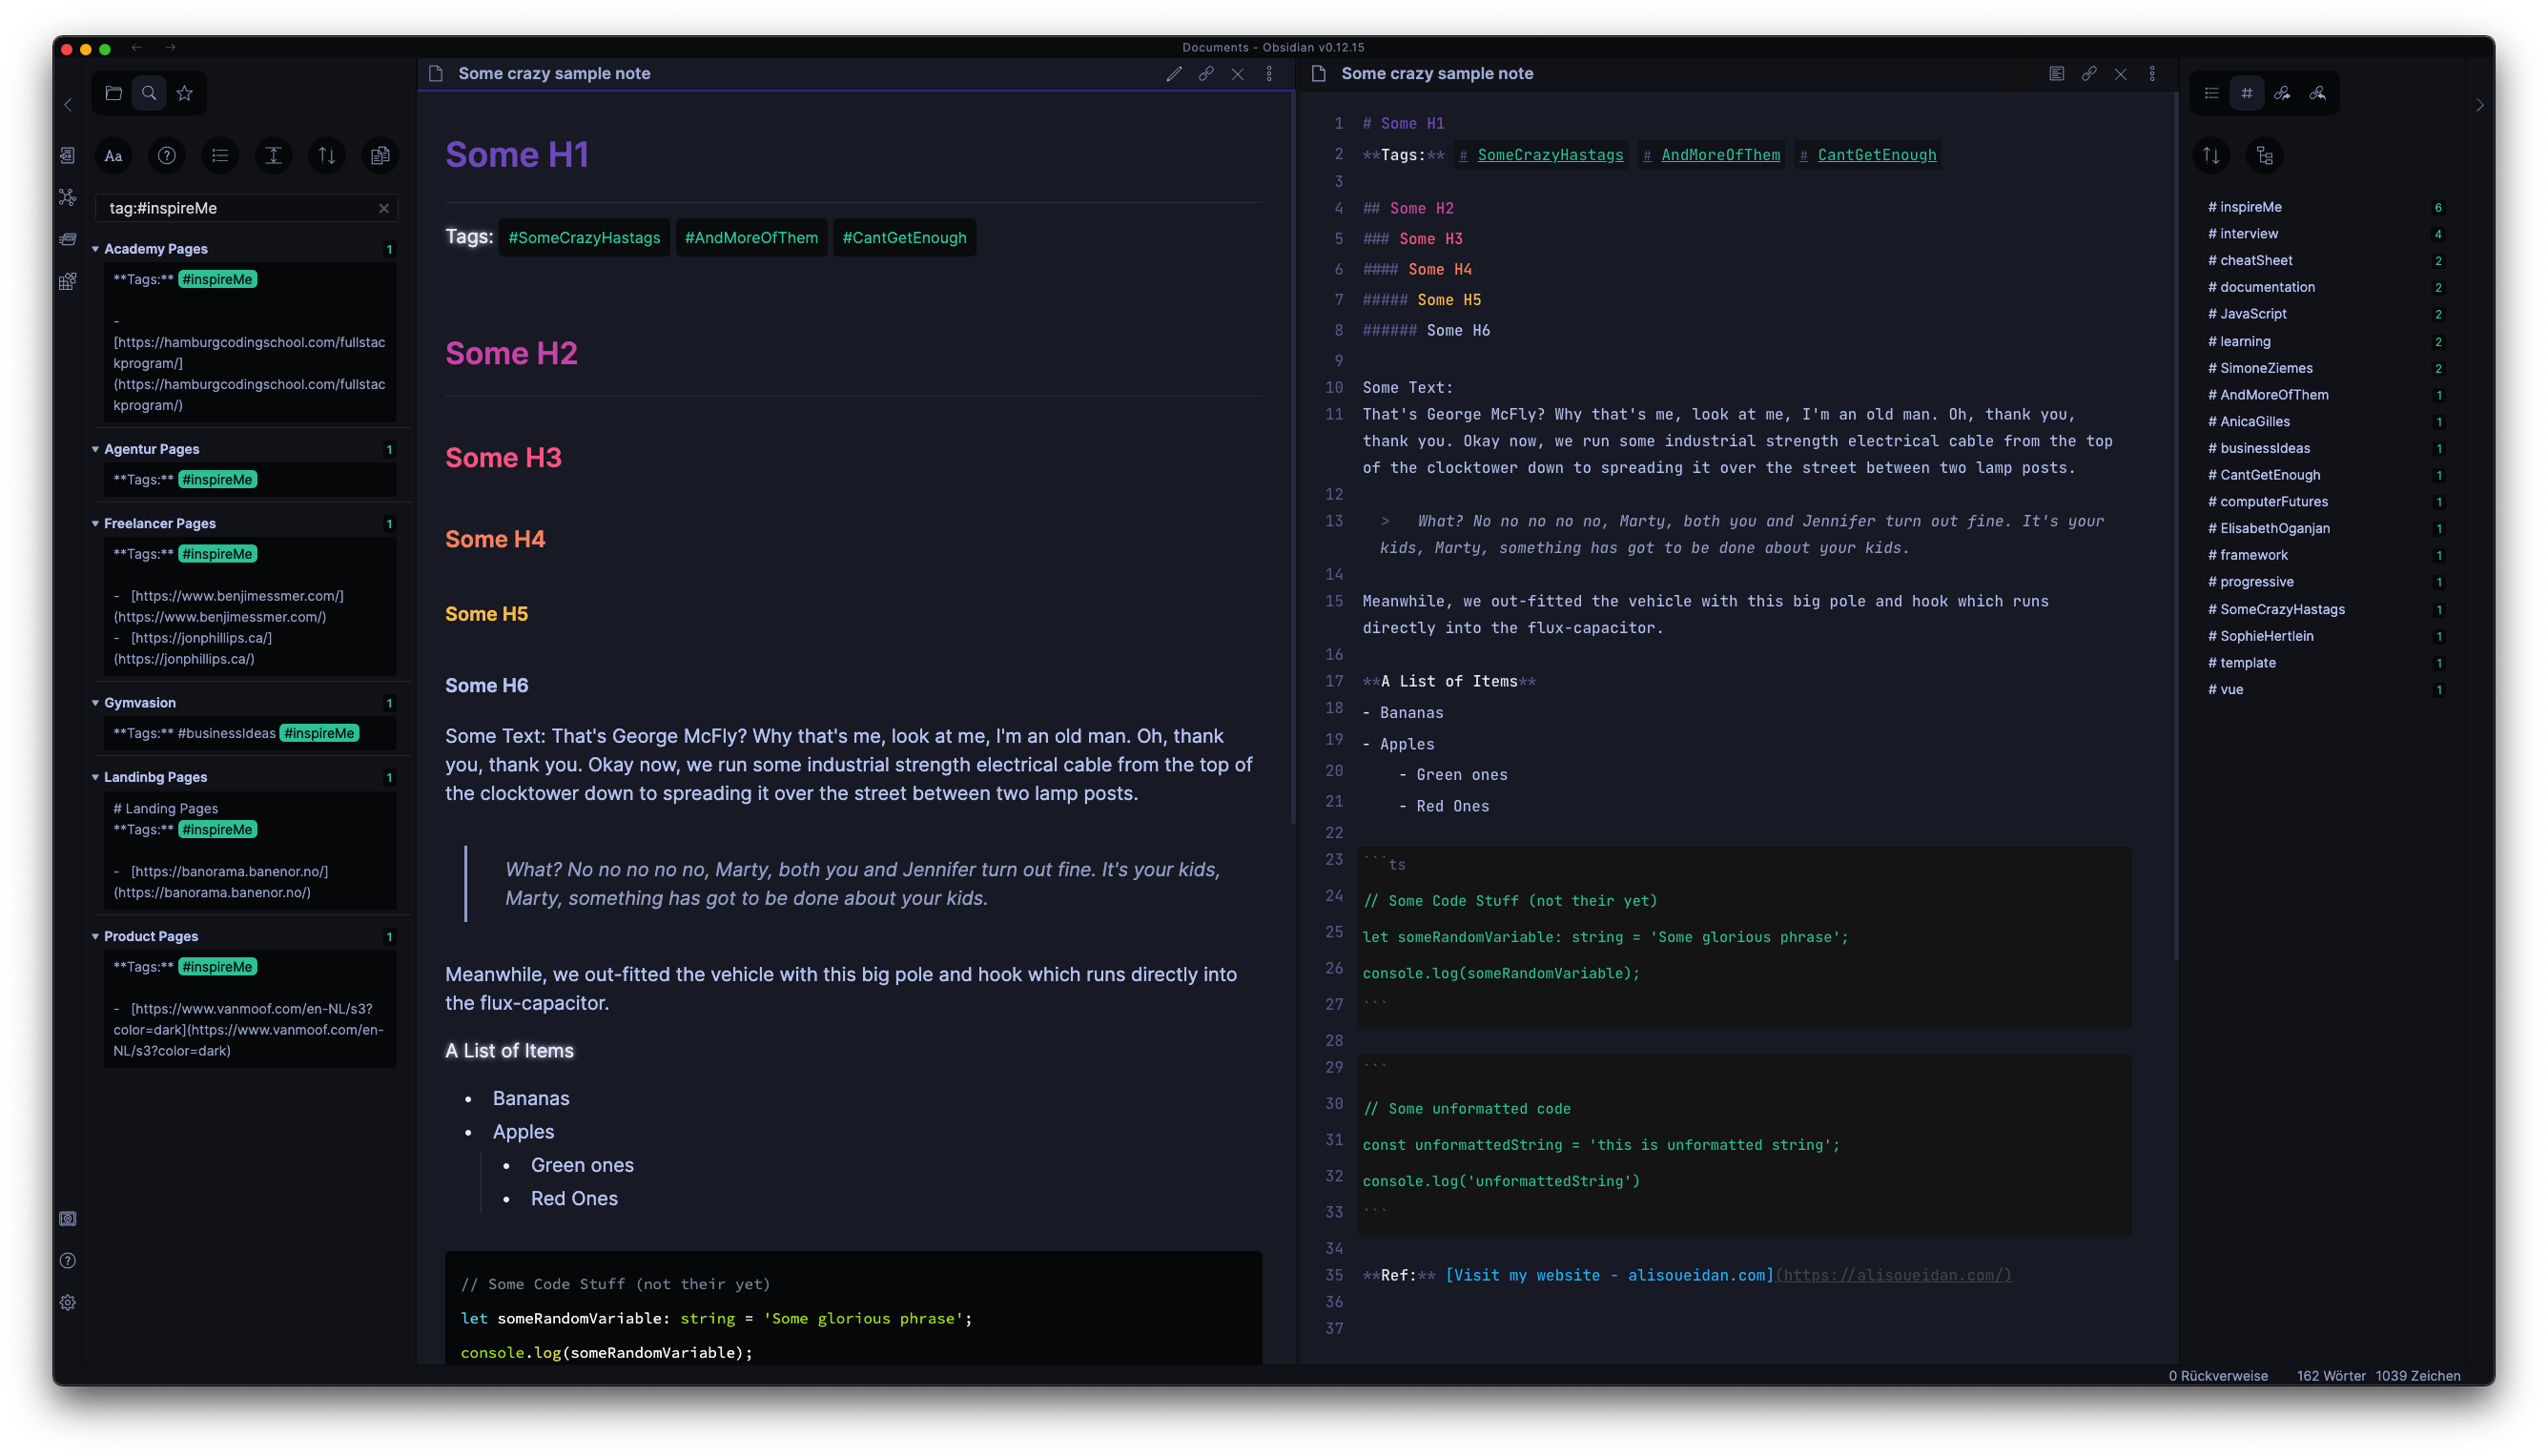 Documents - Obsidian v0.12.15
Aa
tag:#inspireMe
Academy Pages 1
**Tags:** #inspireMe
-
[https://hamburgcodingschool.com/fullstac
kprogram/]
(https://hamburgcodingschool.com/fullstac
kprogram/)
Agentur Pages 1
**Tags:** #inspireMe
Freelancer Pages 1
**Tags:** #inspireMe
- [https://www.benjimessmer.com/]
(https://www.benjimessmer.com/)
- [https://jonphillips.ca/]
(https://jonphillips.ca/)
Gymvasion 1
**Tags:** #businessIdeas #inspireMe
Landinbg Pages 1
# Landing Pages
**Tags:** #inspireMe
- [https://banorama.banenor.no/]
(https://banorama.banenor.no/)
Product Pages 1
**Tags:** #inspireMe
- [https://www.vanmoof.com/en-NL/s3?
color=dark](https://www.vanmoof.com/en-
NL/s3?color=dark)
Some crazy sample note
Some H1
Tags: #SomeCrazyHastags #AndMoreOfThem #CantGetEnough
Some H2
Some H3
Some H4
Some H5
Some H6
Some Text: That's George McFly? Why that's me, look at me, I'm an old man. Oh, thank
you, thank you. Okay now, we run some industrial strength electrical cable from the top of
the clocktower down to spreading it over the street between two lamp posts.
What? No no no no no, Marty, both you and Jennifer turn out fine. It's your kids,
Marty, something has got to be done about your kids.
Meanwhile, we out-fitted the vehicle with this big pole and hook which runs directly into
the flux-capacitor.
A List of Items
• Bananas
• Apples
• Green ones
• Red Ones
// Some Code Stuff (not their yet)
let someRandomVariable: string = 'Some glorious phrase';
console.log(someRandomVariable);
Some crazy sample note
1 # Some H1
2 **Tags:** # SomeCrazyHastags # AndMoreOfThem # CantGetEnough
3
4 ## Some H2
5 ### Some H3
6 #### Some H4
7 ##### Some H5
8 ###### Some H6
9
10 Some Text:
11 That's George McFly? Why that's me, look at me, I'm an old man. Oh, thank you,
thank you. Okay now, we run some industrial strength electrical cable from the top
of the clocktower down to spreading it over the street between two lamp posts.
12
13 > What? No no no no no, Marty, both you and Jennifer turn out fine. It's your
kids, Marty, something has got to be done about your kids.
14
15 Meanwhile, we out-fitted the vehicle with this big pole and hook which runs
directly into the flux-capacitor.
16
17 **A List of Items**
18 - Bananas
19 - Apples
20 - Green ones
21 - Red Ones
22
23 ```ts
24 // Some Code Stuff (not their yet)
25 let someRandomVariable: string = 'Some glorious phrase';
26 console.log(someRandomVariable);
27 ```
28
29 ```
30 // Some unformatted code
31 const unformattedString = 'this is unformatted string';
32 console.log('unformattedString')
33 ```
34
35 **Ref:** [Visit my website - alisoueidan.com](https://alisoueidan.com/)
36
37
# inspireMe 6
# interview 4
# cheatSheet 2
# documentation 2
# JavaScript 2
# learning 2
# SimoneZiemes 2
# AndMoreOfThem 1
# AnicaGilles 1
# businessIdeas 1
# CantGetEnough 1
# computerFutures 1
# ElisabethOganjan 1
# framework 1
# progressive 1
# SomeCrazyHastags 1
# SophieHertlein 1
# template 1
# vue 1
0 Rückverweise 162 Wörter 1039 Zeichen